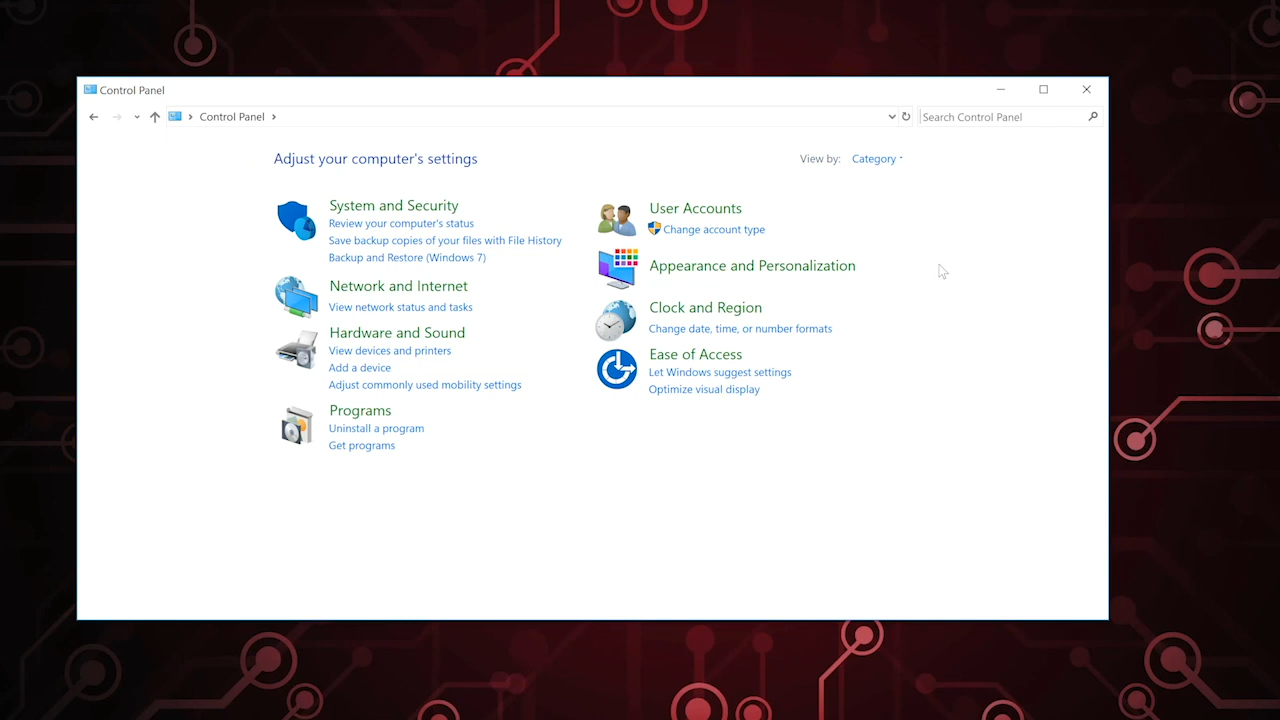 Control Panel
Control Panel
Search Control Panel
Adjust your computer's settings
View by: Category
System and Security
Review your computer's status
Save backup copies of your files with File History
Backup and Restore (Windows 7)
Network and Internet
View network status and tasks
Hardware and Sound
View devices and printers
Add a device
Adjust commonly used mobility settings
Programs
Uninstall a program
Get programs
User Accounts
Change account type
Appearance and Personalization
Clock and Region
Change date, time, or number formats
Ease of Access
Let Windows suggest settings
Optimize visual display